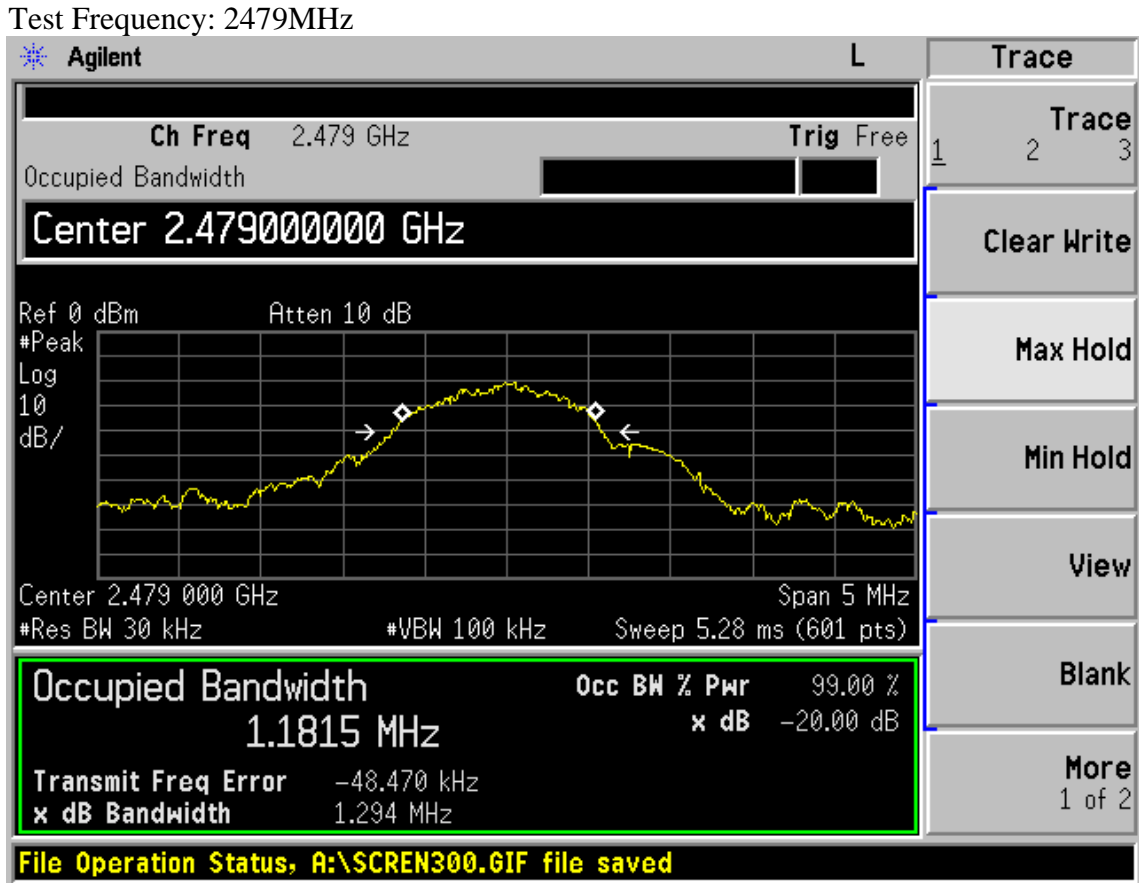 Test Frequency: 2479MHz
Agilent L Trace
Ch Freq 2.479 GHz Trig Free
Occupied Bandwidth
Center 2.479000000 GHz
Ref 0 dBm Atten 10 dB
#Peak
Log
10
dB/
Center 2.479 000 GHz Span 5 MHz
#Res BW 30 kHz #VBW 100 kHz Sweep 5.28 ms (601 pts)
Occupied Bandwidth
1.1815 MHz
Occ BW % Pwr 99.00 %
x dB -20.00 dB
Transmit Freq Error -48.470 kHz
x dB Bandwidth 1.294 MHz
File Operation Status, A:\SCREN300.GIF file saved
Trace
1 2 3
Clear Write
Max Hold
Min Hold
View
Blank
More
1 of 2